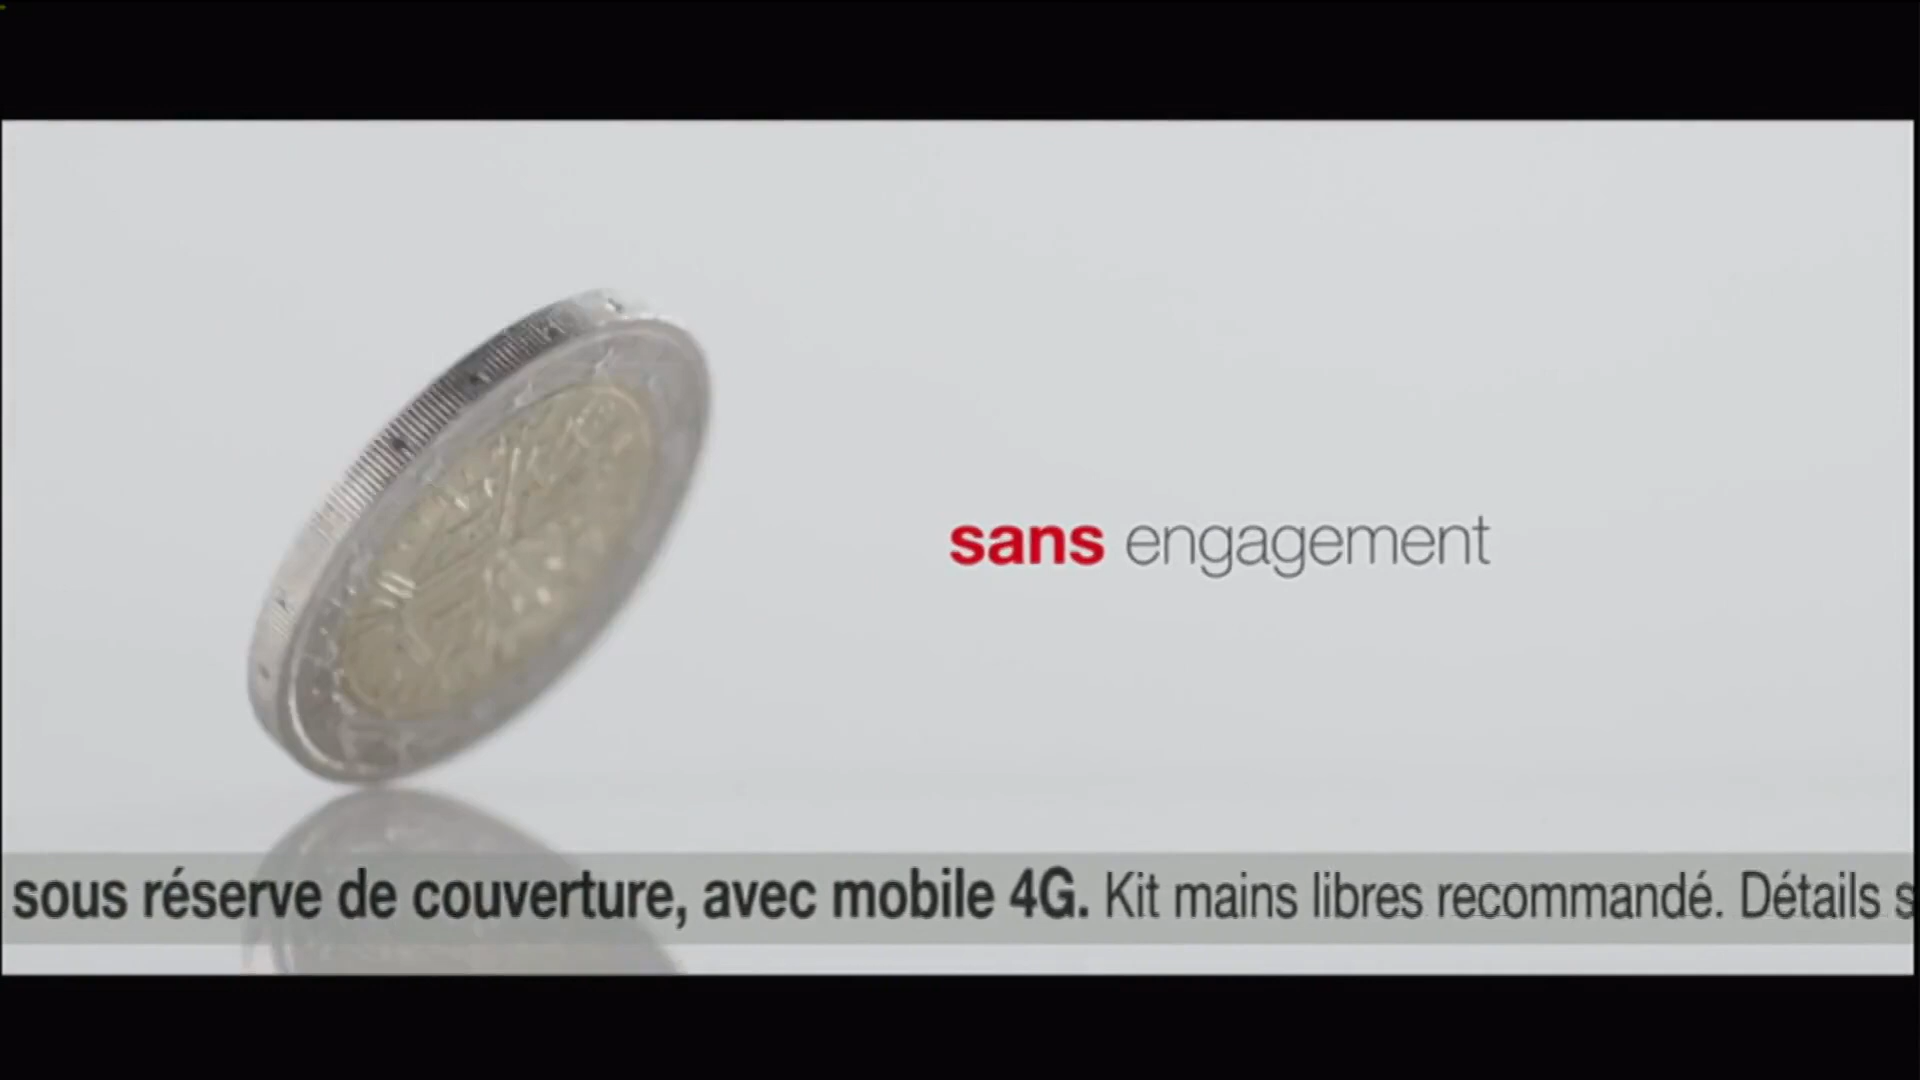 sans engagement
sous réserve de couverture, avec mobile 4G. Kit mains libres recommandé. Détails s